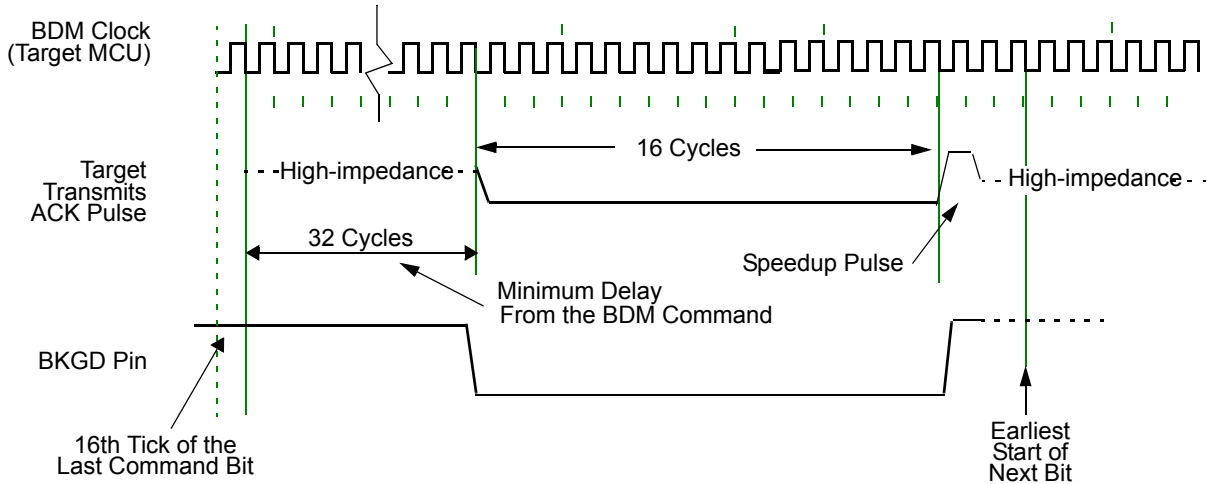 BDM Clock
(Target MCU)
16 Cycles
Target
Transmits
ACK Pulse
High-impedance
High-impedance
32 Cycles
Speedup Pulse
Minimum Delay
From the BDM Command
BKGD Pin
16th Tick of the
Last Command Bit
Earliest
Start of
Next Bit